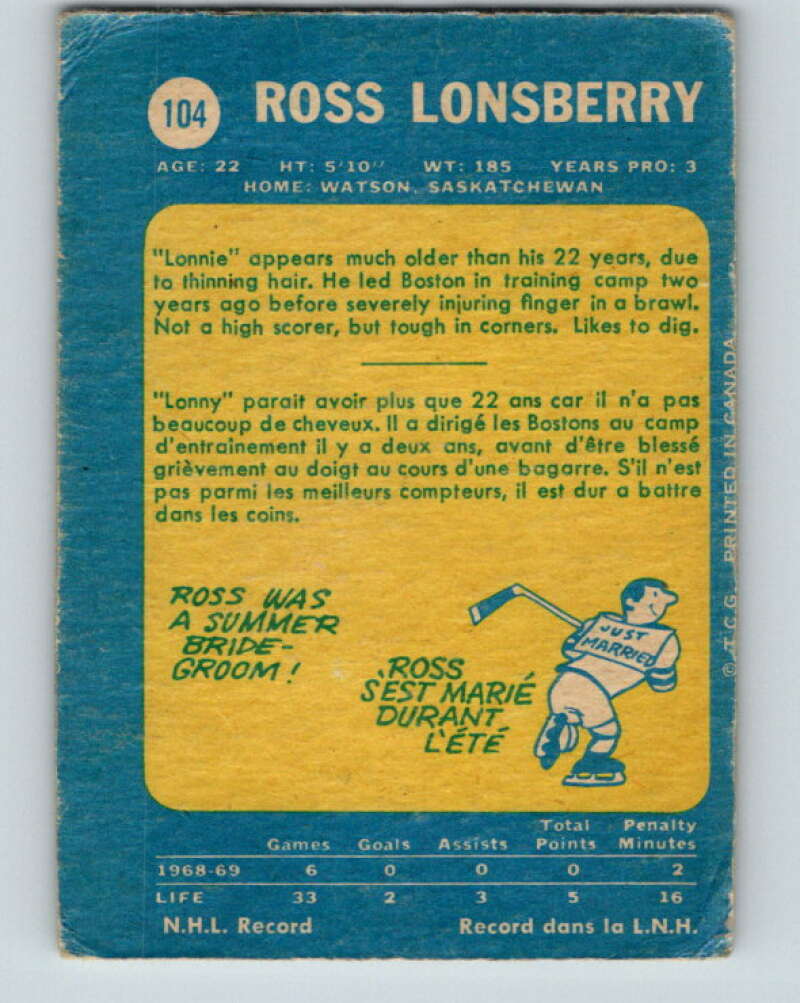 104 ROSS LONSBERRY
AGE: 22 HT: 5'10" WT: 185 YEARS PRO: 3
HOME: WATSON, SASKATCHEWAN
"Lonnie" appears much older than his 22 years, due
to thinning hair. He led Boston in training camp two
years ago before severely injuring finger in a brawl.
Not a high scorer, but tough in corners. Likes to dig.
"Lonny" parait avoir plus que 22 ans car il n'a pas
beaucoup de cheveux. Il a dirigé les Bostons au camp
d'entrainement il y a deux ans, avant d'être blessé
grièvement au doigt au cours d'une bagarre. S'il n'est
pas parmi les meilleurs compteurs, il est dur a battre
dans les coins.
ROSS WAS
A SUMMER
BRIDE-
GROOM!
ROSS
S'EST MARIÉ
DURANT
L'ÉTÉ
JUST
MARRIED
© T.C.G. PRINTED IN CANADA
Games Goals Assists Total Points Penalty Minutes
1968-69 6 0 0 0 2
LIFE 33 2 3 5 16
N.H.L. Record Record dans la L.N.H.